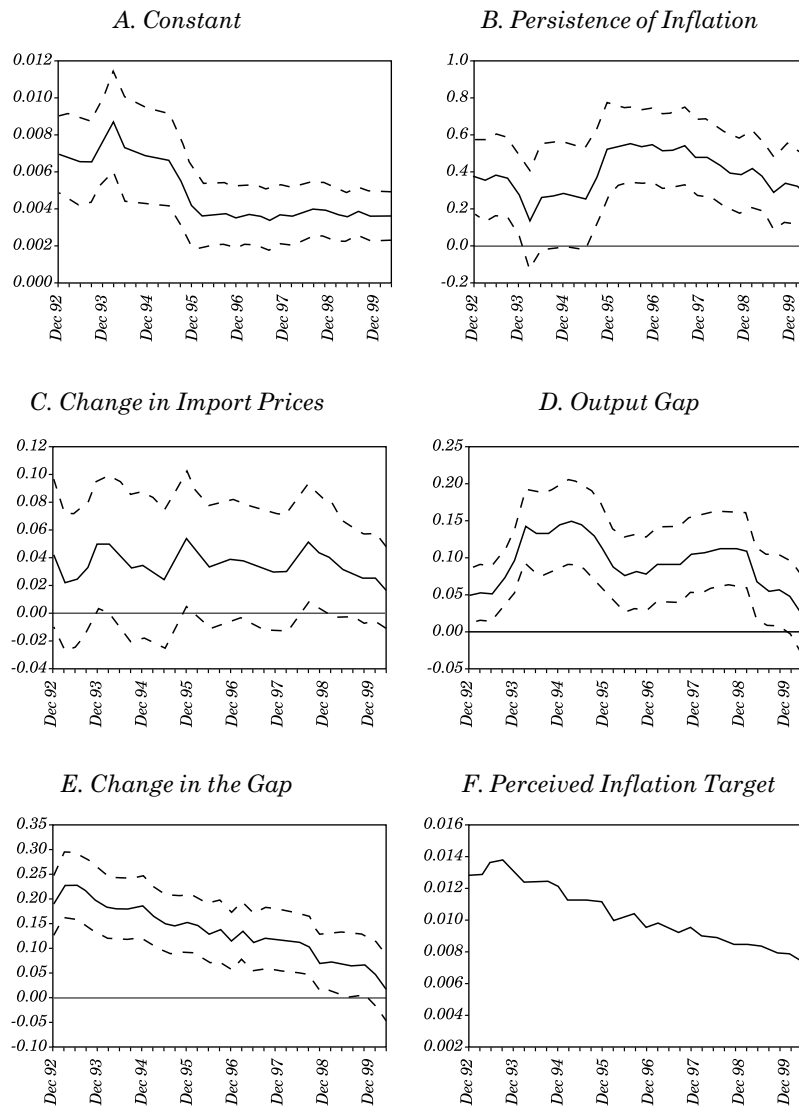 A. Constant
0.012
0.010
0.008
0.006
0.004
0.002
0.000
Dec 92
Dec 93
Dec 94
Dec 95
Dec 96
Dec 97
Dec 98
Dec 99
B. Persistence of Inflation
1.0
0.8
0.6
0.4
0.2
0.0
-0.2
Dec 92
Dec 93
Dec 94
Dec 95
Dec 96
Dec 97
Dec 98
Dec 99
C. Change in Import Prices
0.12
0.10
0.08
0.06
0.04
0.02
0.00
-0.02
-0.04
Dec 92
Dec 93
Dec 94
Dec 95
Dec 96
Dec 97
Dec 98
Dec 99
D. Output Gap
0.25
0.20
0.15
0.10
0.05
0.00
-0.05
Dec 92
Dec 93
Dec 94
Dec 95
Dec 96
Dec 97
Dec 98
Dec 99
E. Change in the Gap
0.35
0.30
0.25
0.20
0.15
0.10
0.05
0.00
-0.05
-0.10
Dec 92
Dec 93
Dec 94
Dec 95
Dec 96
Dec 97
Dec 98
Dec 99
F. Perceived Inflation Target
0.016
0.014
0.012
0.010
0.008
0.006
0.004
0.002
Dec 92
Dec 93
Dec 94
Dec 95
Dec 96
Dec 97
Dec 98
Dec 99